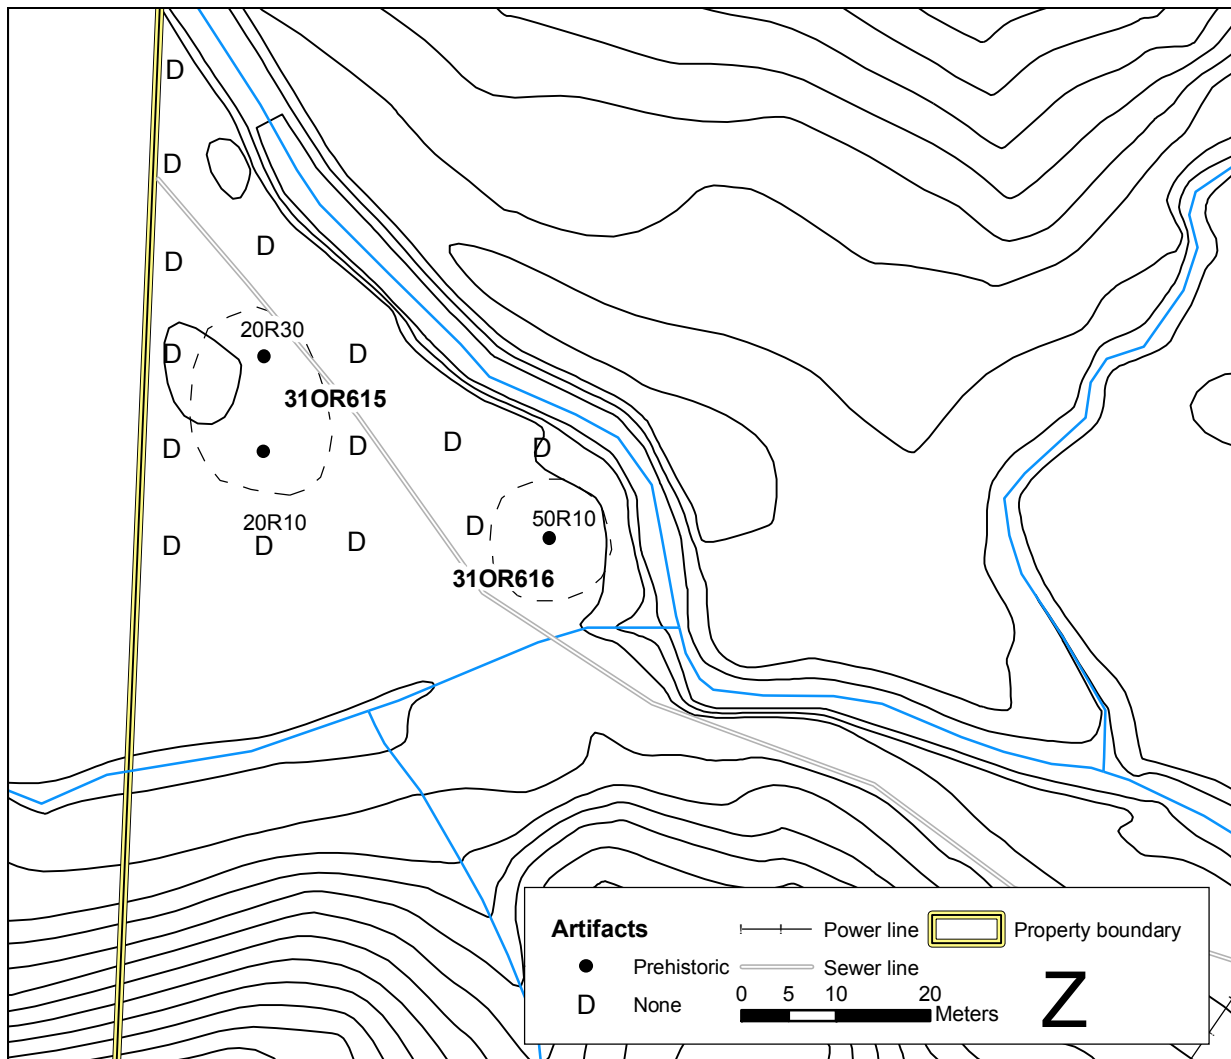 D
D
D
D
20R30
D
D
31OR615
D
D
D
D
20R10
D
50R10
D
D
D
31OR616
Artifacts
Power line
Property boundary
Prehistoric
Sewer line
D
None
0 5 10 20
Meters
Z